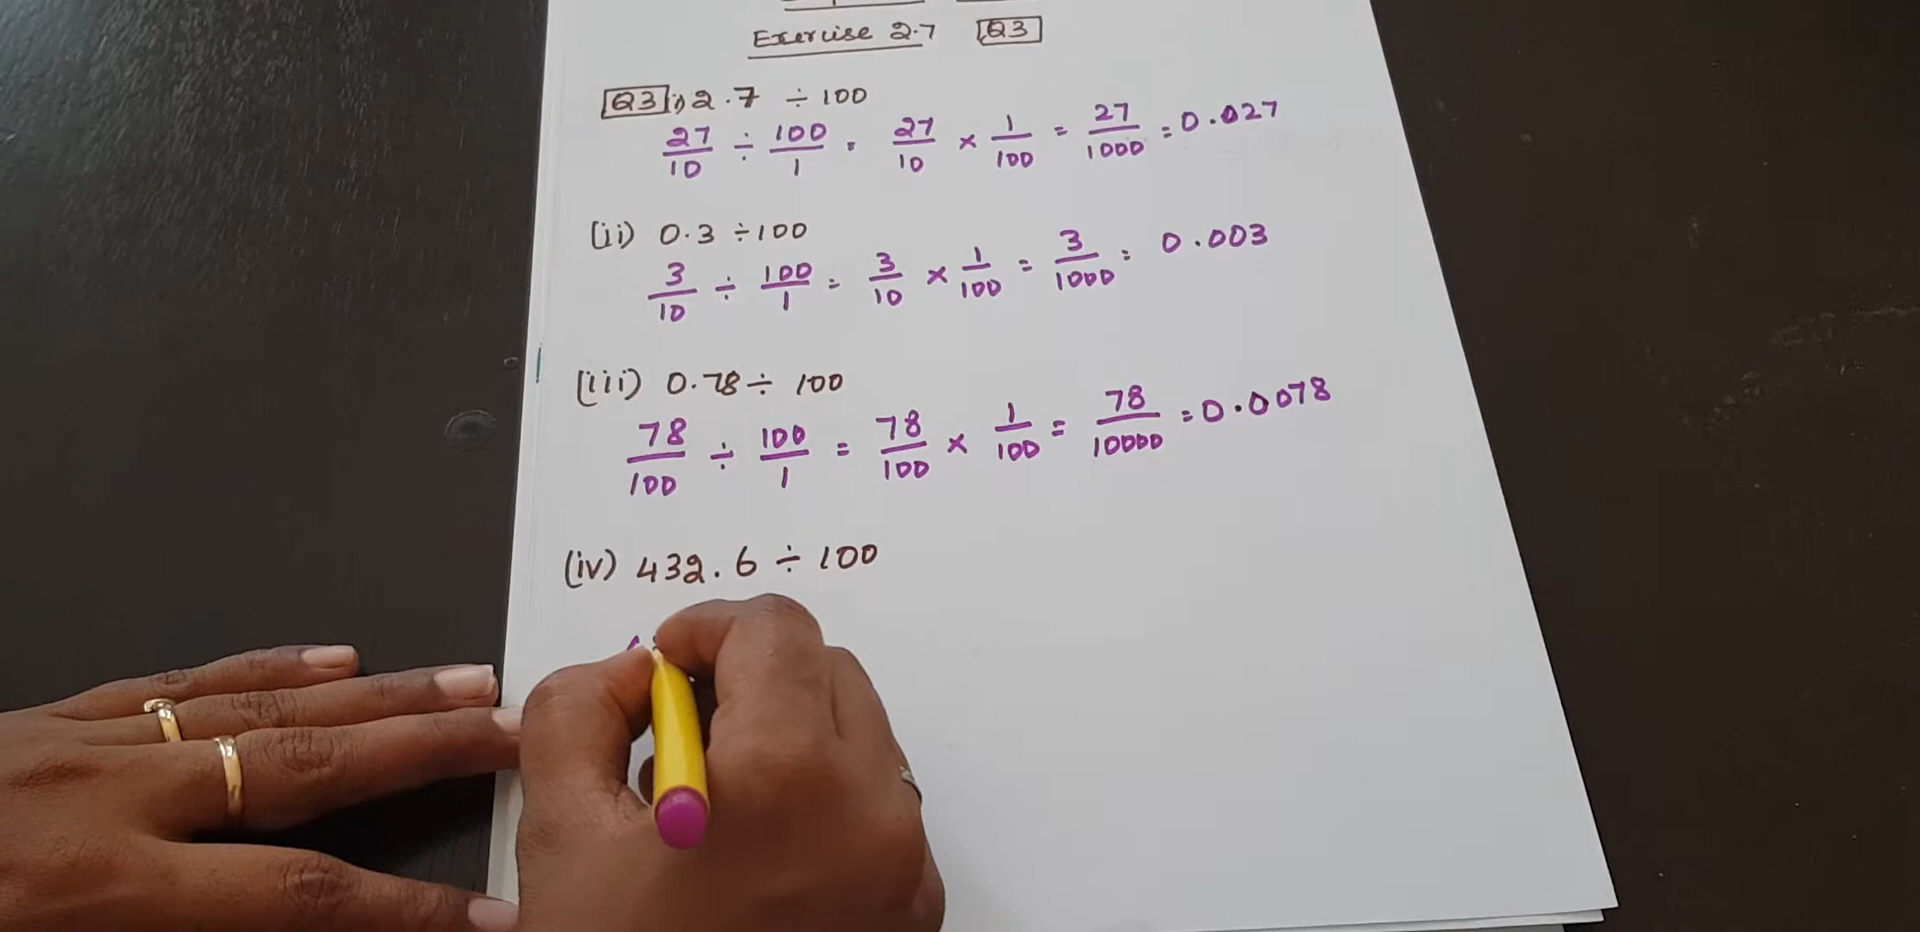 Exercise 2.7 Q3
Q3 i) 2.7 ÷ 100
27/10 ÷ 100/1 = 27/10 × 1/100 = 27/1000 = 0.027
(ii) 0.3 ÷ 100
3/10 ÷ 100/1 = 3/10 × 1/100 = 3/1000 = 0.003
(iii) 0.78 ÷ 100
78/100 ÷ 100/1 = 78/100 × 1/100 = 78/10000 = 0.0078
(iv) 432.6 ÷ 100